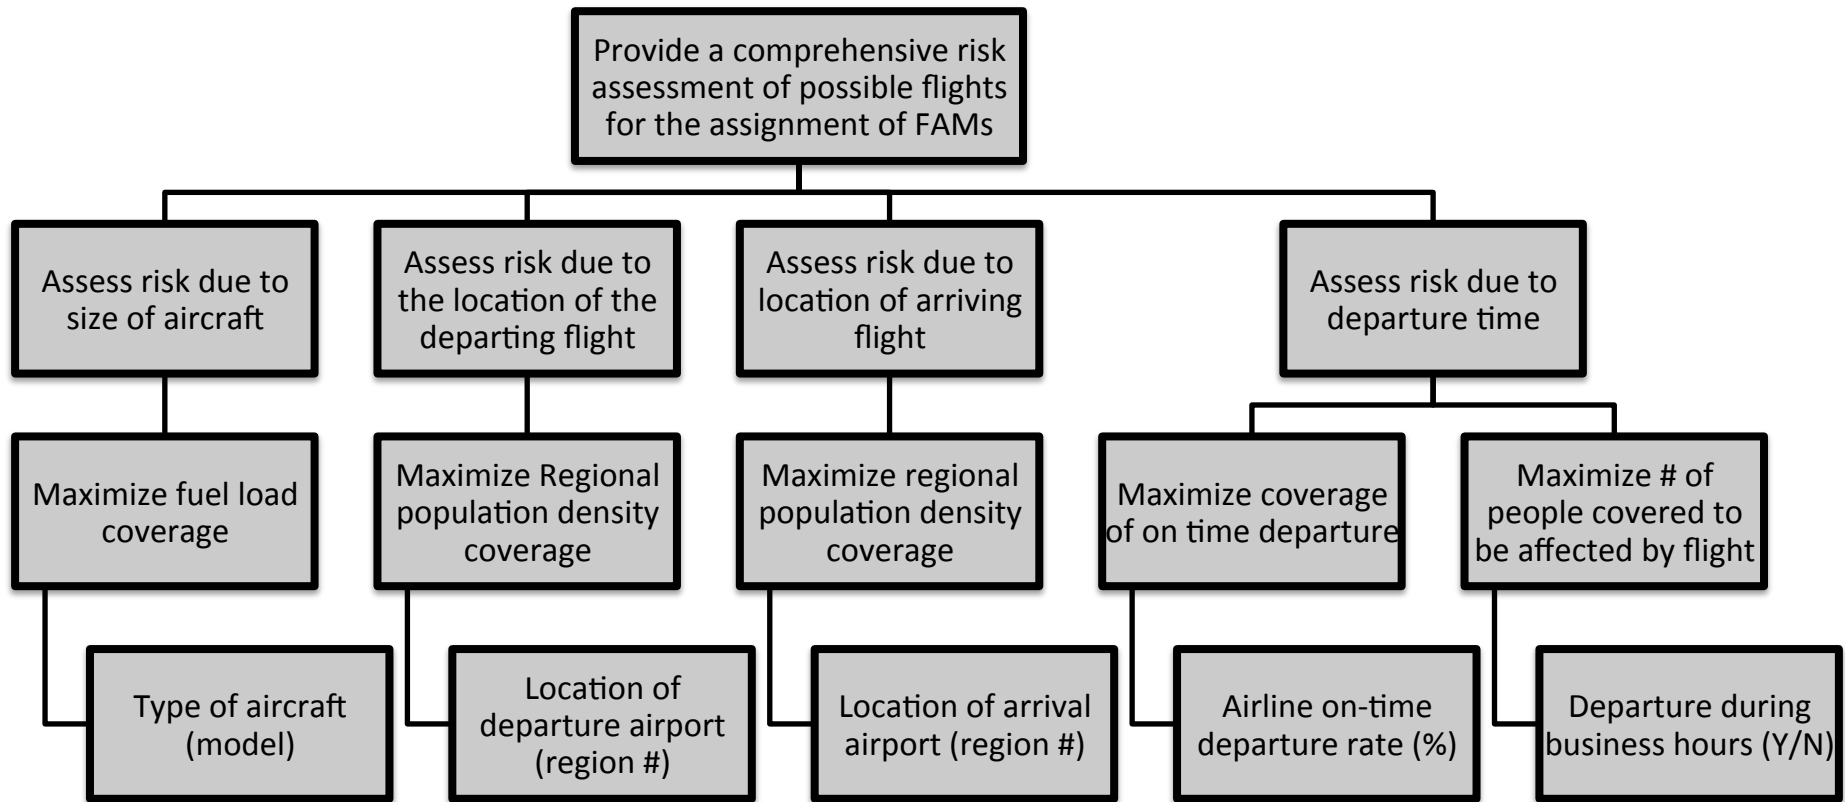 Provide a comprehensive risk
assessment of possible flights
for the assignment of FAMs
Assess risk due to
size of aircraft
Assess risk due to
the location of the
departing flight
Assess risk due to
location of arriving
flight
Assess risk due to
departure time
Maximize fuel load
coverage
Maximize Regional
population density
coverage
Maximize regional
population density
coverage
Maximize coverage
of on time departure
Maximize # of
people covered to
be affected by flight
Type of aircraft
(model)
Location of
departure airport
(region #)
Location of arrival
airport (region #)
Airline on-time
departure rate (%)
Departure during
business hours (Y/N)